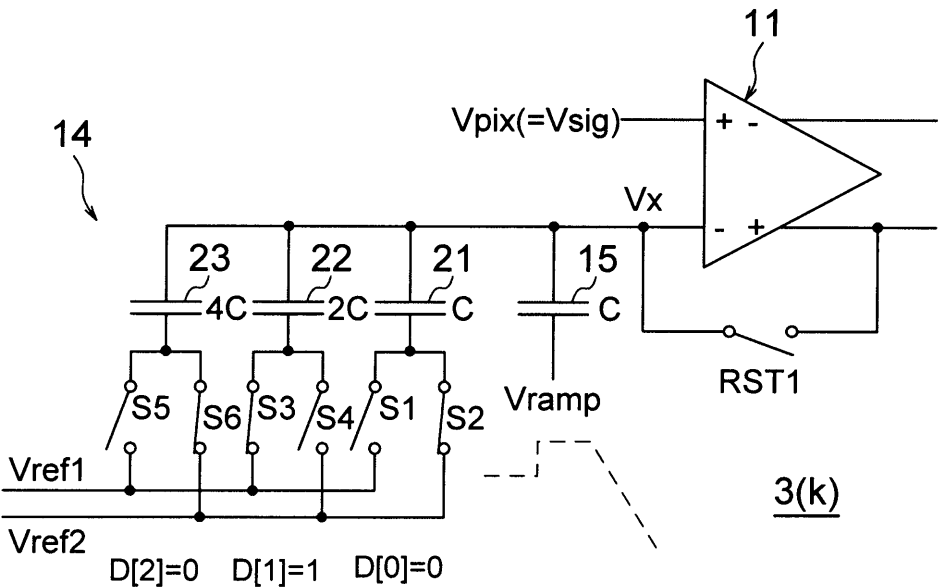 11
Vpix(=Vsig)
+ -
14
Vx
- +
23
22
21
15
4C
2C
C
C
RST1
S5
S6
S3
S4
S1
S2
Vramp
Vref1
3(k)
Vref2
D[2]=0
D[1]=1
D[0]=0